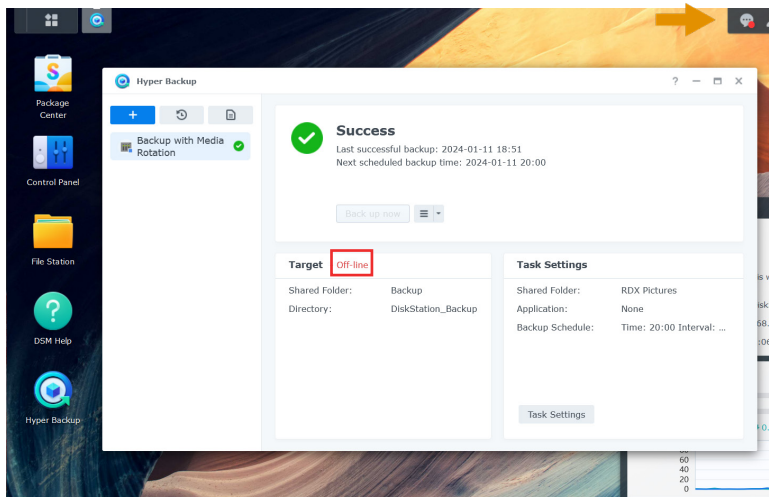 Hyper Backup
Package
Center
Control Panel
File Station
DSM Help
Hyper Backup
Backup with Media
Rotation
Success
Last successful backup: 2024-01-11 18:51
Next scheduled backup time: 2024-01-11 20:00
Back up now
Target Off-line
Shared Folder: Backup
Directory: DiskStation_Backup
Task Settings
Shared Folder: RDX Pictures
Application: None
Backup Schedule: Time: 20:00 Interval: ...
Task Settings
60
40
20
0